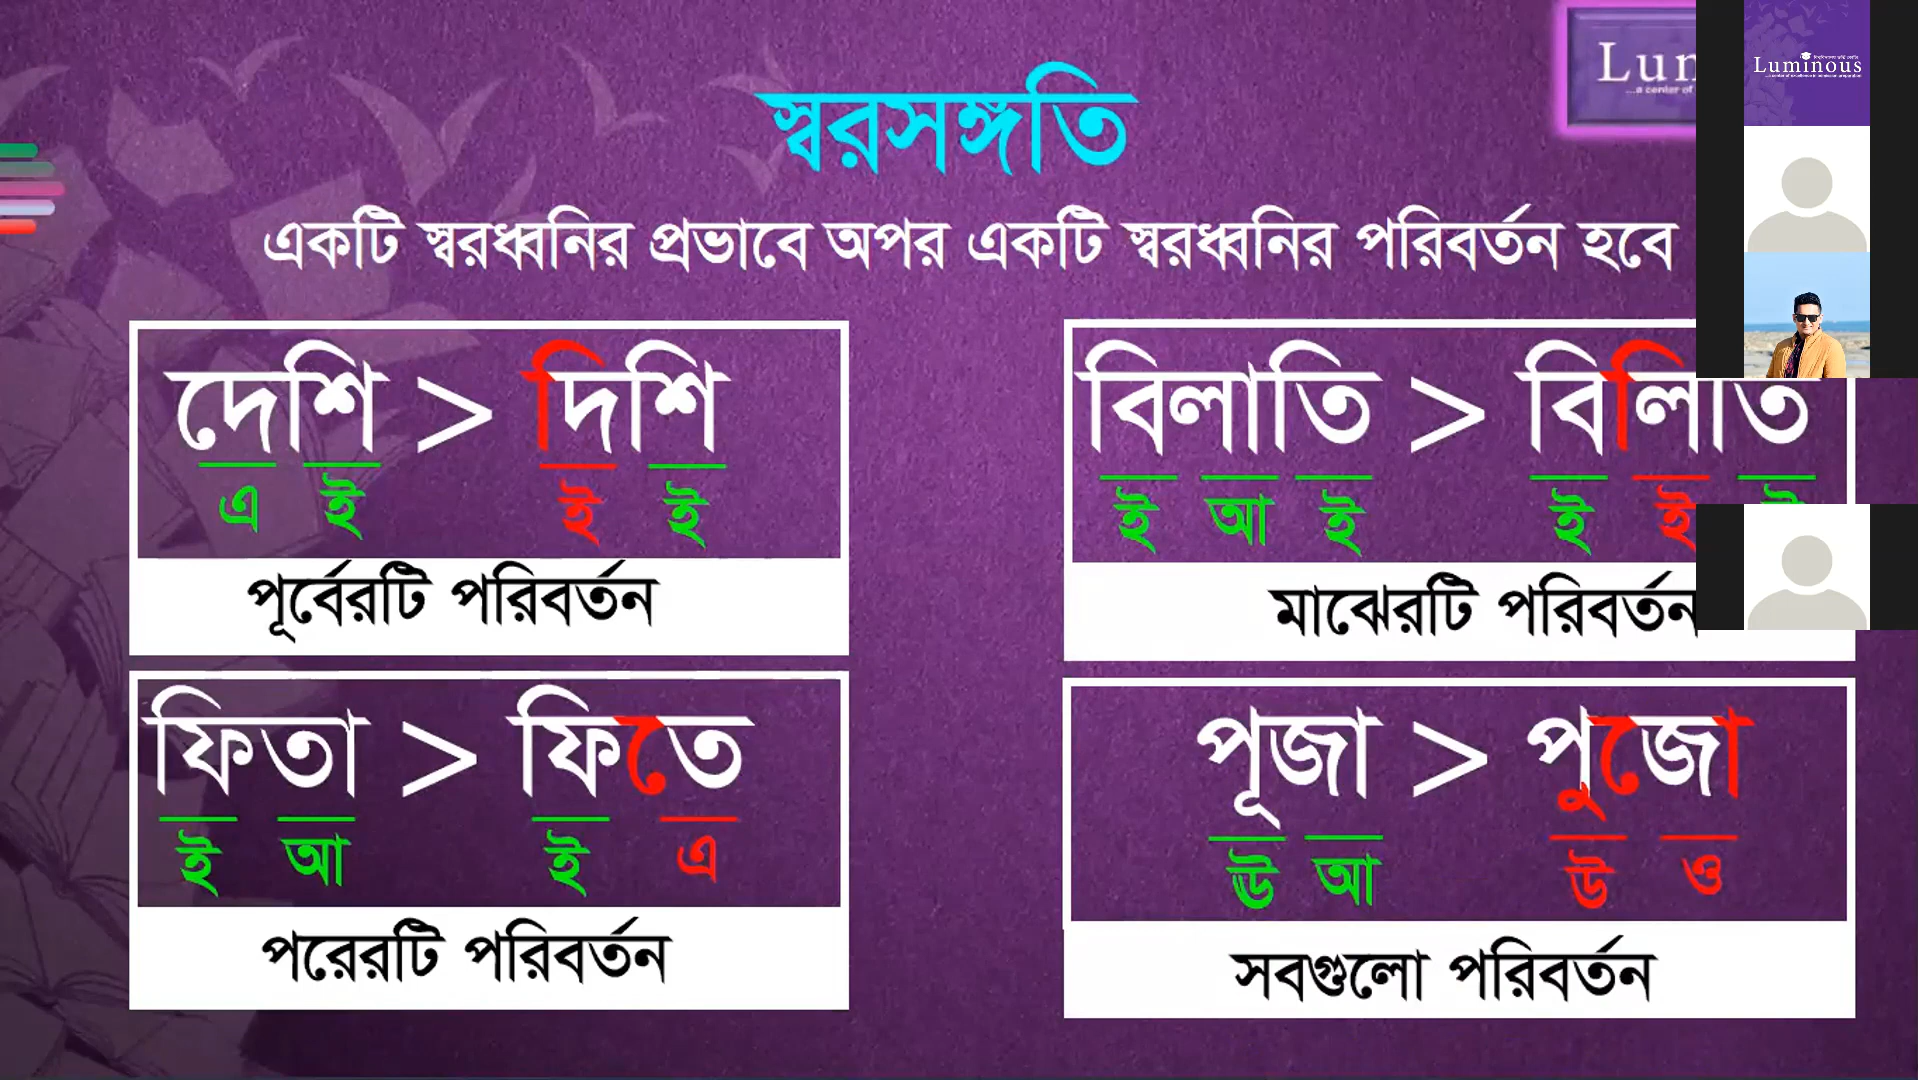 স্বরসঙ্গতি
একটি স্বরধ্বনির প্রভাবে অপর একটি স্বরধ্বনির পরিবর্তন হবে
Luminous
দেশি > দিশি
এ ই ই ই
পূর্বেরটি পরিবর্তন
বিলাতি > বিলিতি
ই আ ই ই ই ই
মাঝেরটি পরিবর্তন
ফিতা > ফিতে
ই আ ই এ
পরেরটি পরিবর্তন
পূজা > পুজো
ঊ আ উ ও
সবগুলো পরিবর্তন